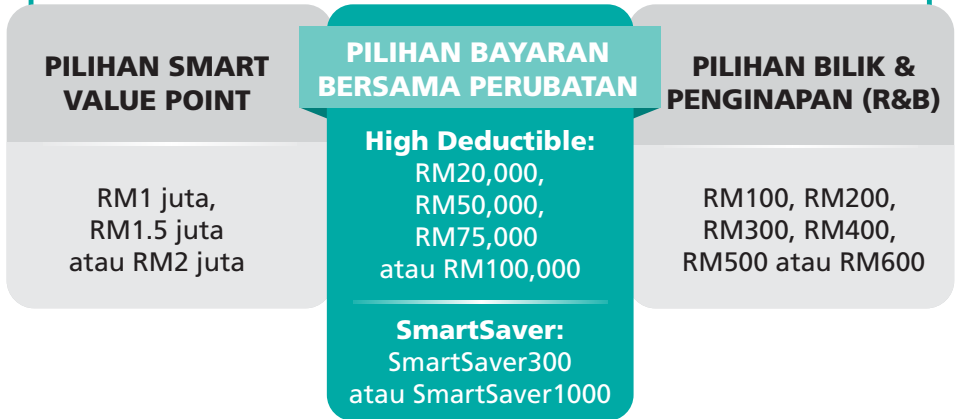 PILIHAN SMART
VALUE POINT
RM1 juta,
RM1.5 juta
atau RM2 juta
PILIHAN BAYARAN
BERSAMA PERUBATAN
High Deductible:
RM20,000,
RM50,000,
RM75,000
atau RM100,000
SmartSaver:
SmartSaver300
atau SmartSaver1000
PILIHAN BILIK &
PENGINAPAN (R&B)
RM100, RM200,
RM300, RM400,
RM500 atau RM600